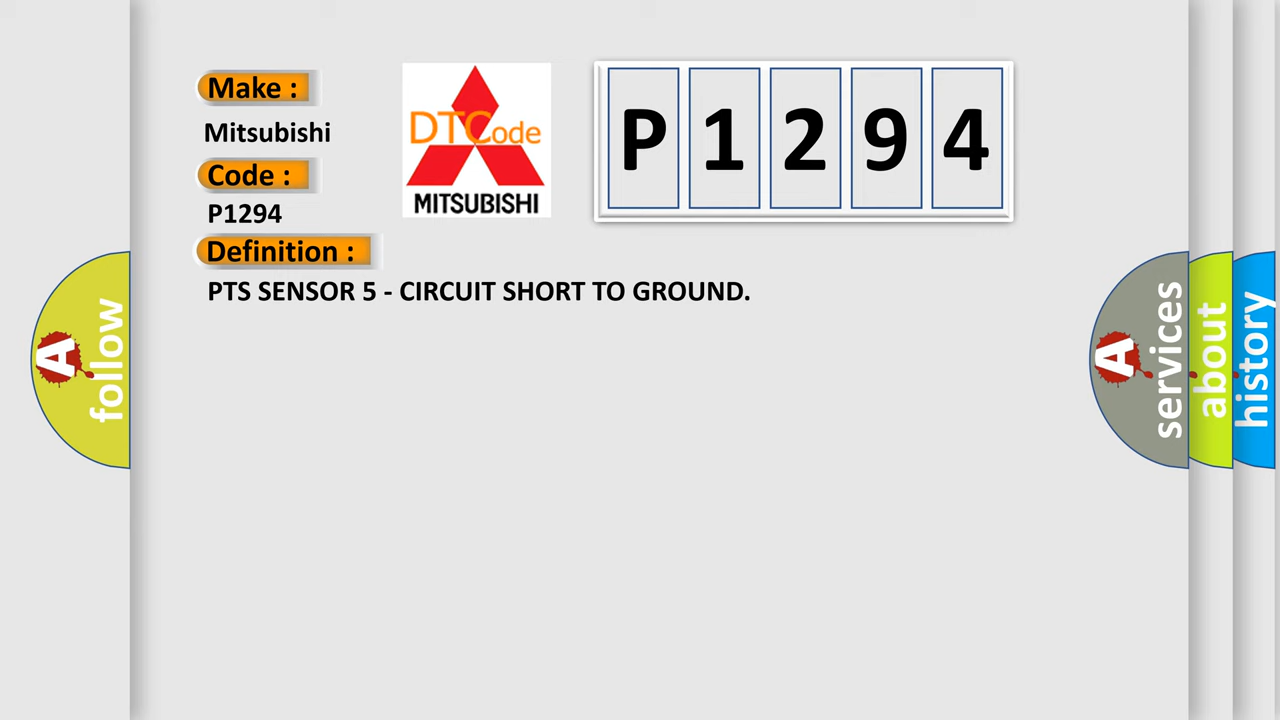 Make :
Mitsubishi
Code :
P1294
Definition :
PTS SENSOR 5 - CIRCUIT SHORT TO GROUND.
DTCode
MITSUBISHI
P 1 2 9 4
A follow
A services
about
history